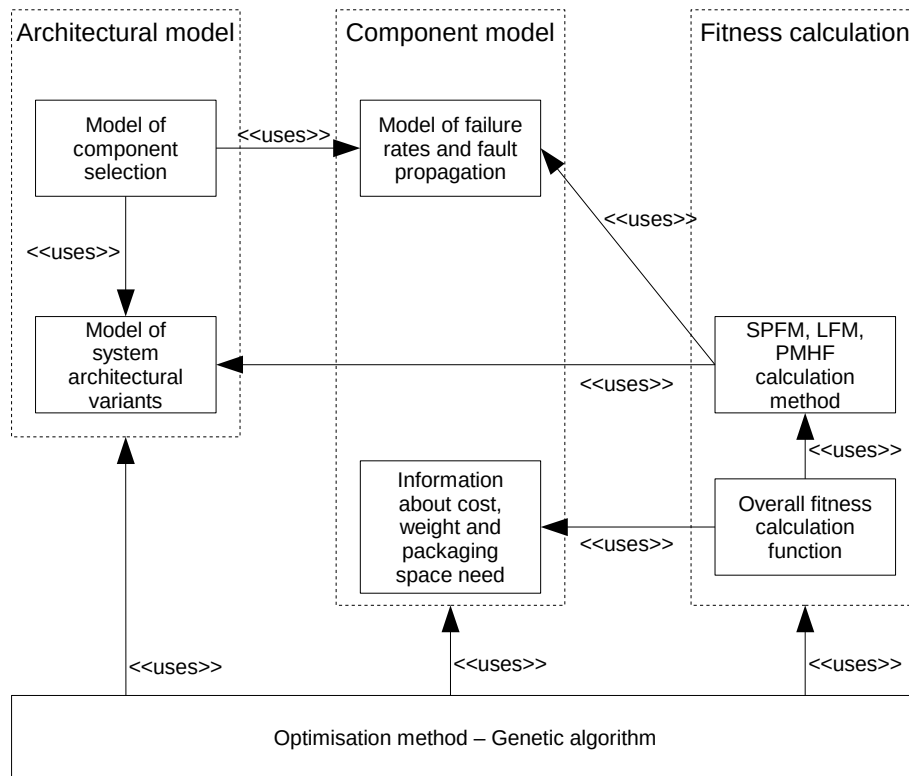 Architectural model
Component model
Fitness calculation
Model of
component
selection
<<uses>>
Model of failure
rates and fault
propagation
<<uses>>
<<uses>>
Model of
system
architectural
variants
<<uses>>
SPFM, LFM,
PMHF
calculation
method
<<uses>>
Information
about cost,
weight and
packaging
space need
<<uses>>
Overall fitness
calculation
function
<<uses>>
<<uses>>
<<uses>>
Optimisation method – Genetic algorithm